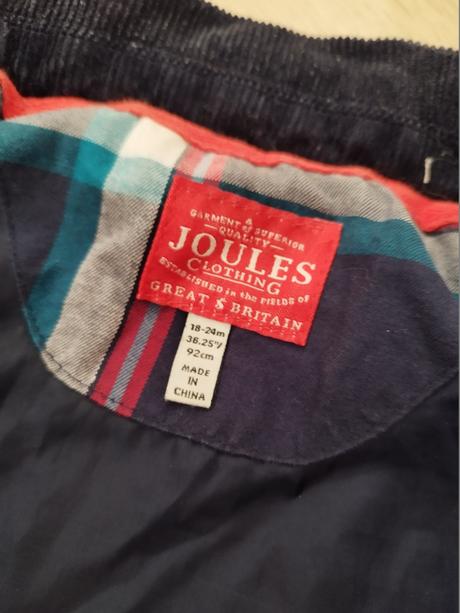 A
GARMENT of SUPERIOR
QUALITY
JOULES
CLOTHING
ESTABLISHED in the FIELDS OF
GREAT BRITAIN
18-24m
36.25"/
92cm
MADE
IN
CHINA